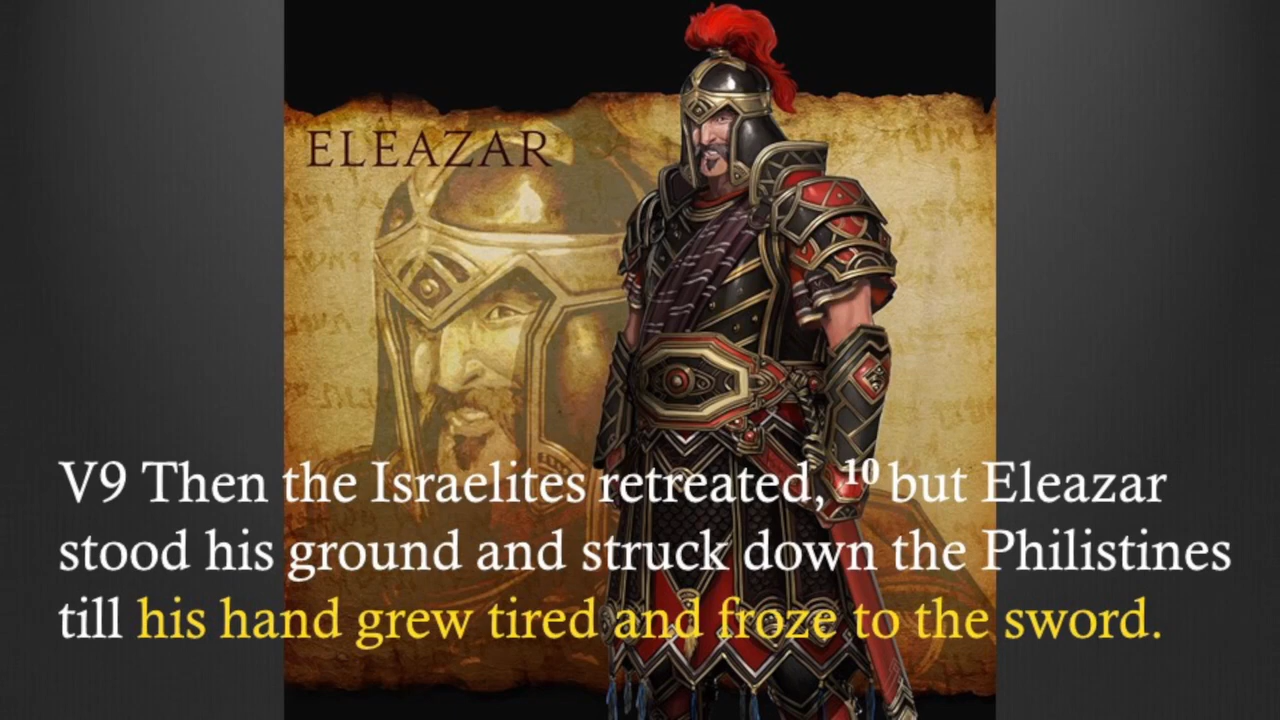 ELEAZAR
V9 Then the Israelites retreated, ¹⁰ but Eleazar
stood his ground and struck down the Philistines
till his hand grew tired and froze to the sword.